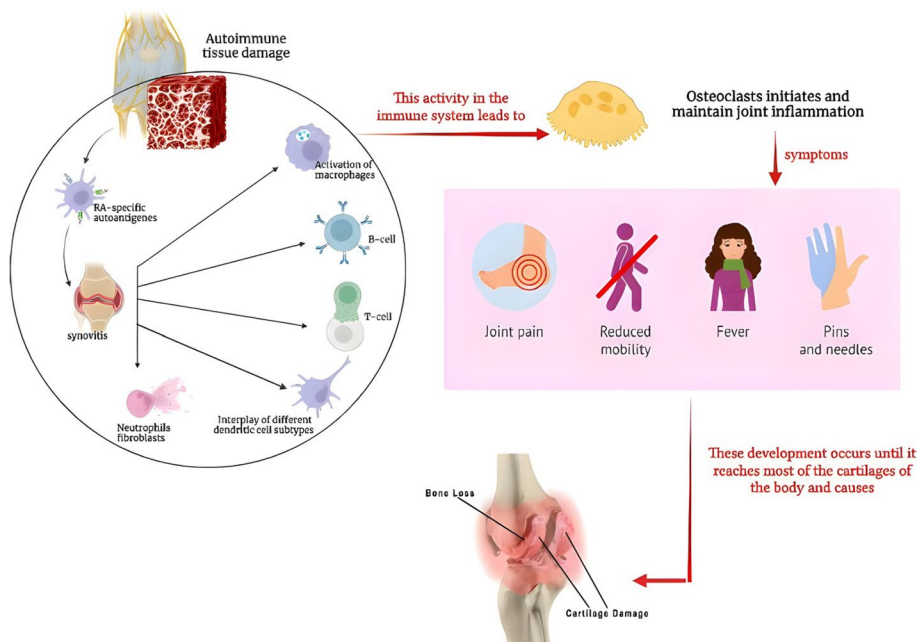 Autoimmune
tissue damage
RA-specific
autoantigenes
synovitis
Activation of
macrophages
B-cell
T-cell
Interplay of different
dendritic cell subtypes
Neutrophils
fibroblasts
This activity in the
immune system leads to
Osteoclasts initiates and
maintain joint inflammation
symptoms
Joint pain
Reduced
mobility
Fever
Pins
and needles
These development occurs until it
reaches most of the cartilages of
the body and causes
Bone Loss
Cartilage Damage